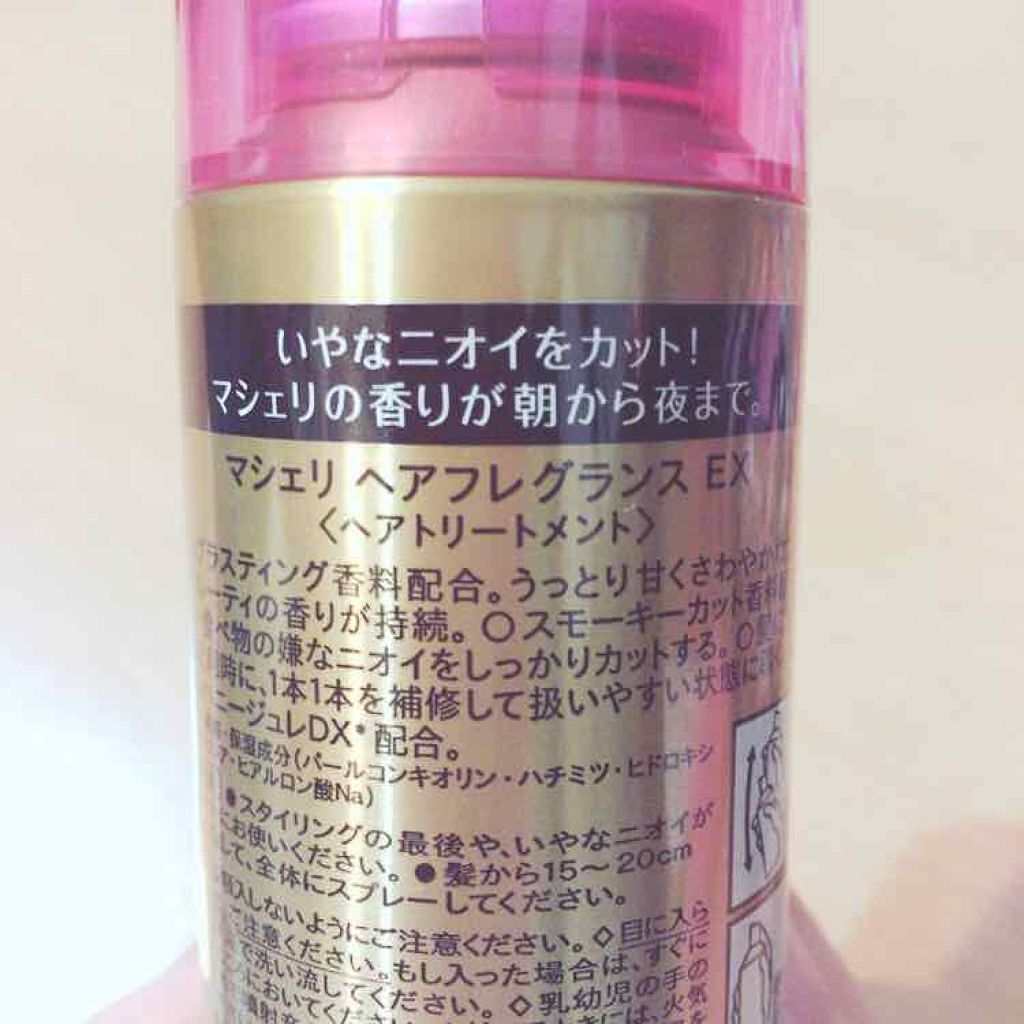 いやなニオイをカット!
マシェリの香りが朝から夜まで。
マシェリ ヘアフレグランス EX
〈ヘアトリートメント〉
ラスティング香料配合。うっとり甘くさわやか
ーティの香りが持続。○スモーキーカット香料
べ物の嫌なニオイをしっかりカットする。○
時に、1本1本を補修して扱いやすい状態に
ニージュレDX*配合。
・保湿成分(パールコンキオリン・ハチミツ・ヒドロキシ
ア・ヒアルロン酸Na)
●スタイリングの最後や、いやなニオイが
にお使いください。●髪から15〜20cm
して、全体にスプレーしてください。
入しないようにご注意ください。◇目に入ら
ご注意ください。もし入った場合は、すぐに
で洗い流してください。◇乳幼児の手の
においてください。